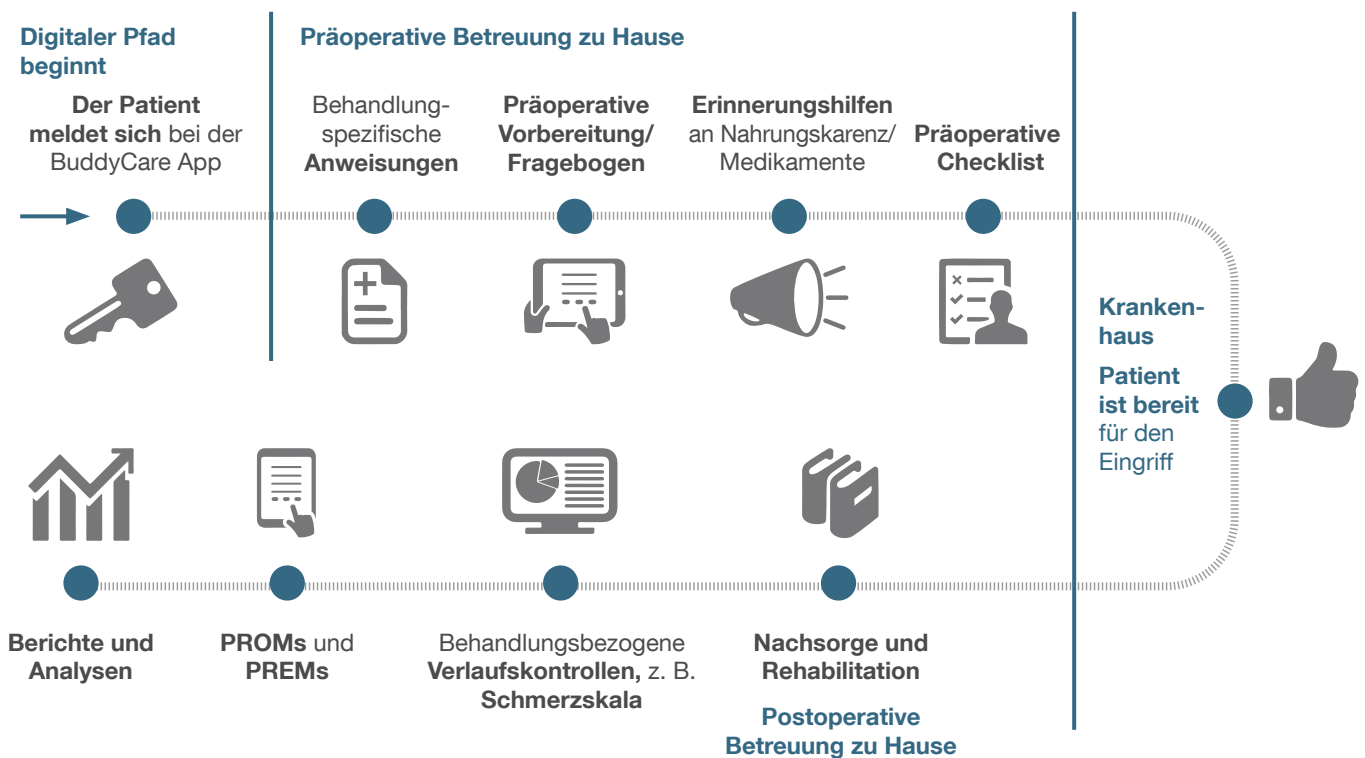 Digitaler Pfad
beginnt
Der Patient
meldet sich bei der
BuddyCare App
Präoperative Betreuung zu Hause
Behandlung-
spezifische
Anweisungen
Präoperative
Vorbereitung/
Fragebogen
Erinnerungshilfen
an Nahrungskarenz/
Medikamente
Präoperative
Checklist
Kranken-
haus
Patient
ist bereit
für den
Eingriff
Berichte und
Analysen
PROMs und
PREMs
Behandlungsbezogene
Verlaufskontrollen, z. B.
Schmerzskala
Nachsorge und
Rehabilitation
Postoperative
Betreuung zu Hause